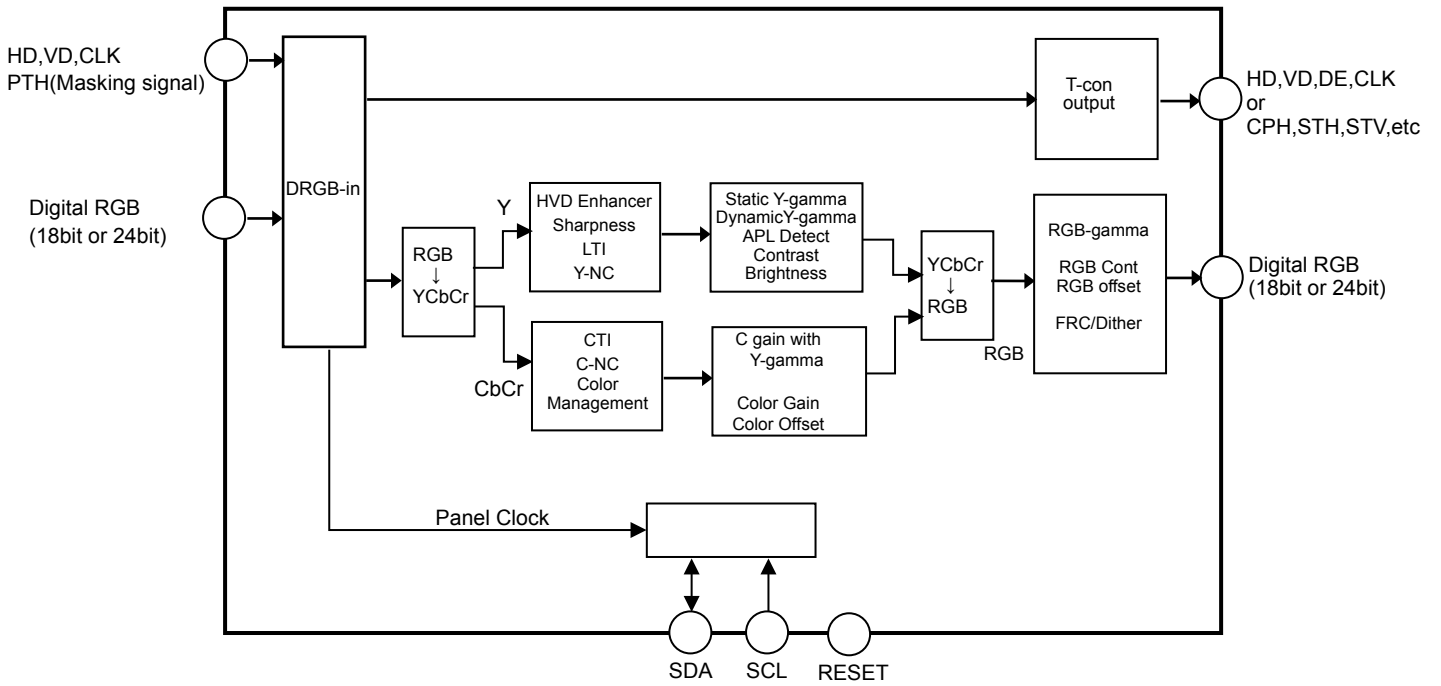 HD,VD,CLK
PTH(Masking signal)
Digital RGB
(18bit or 24bit)
DRGB-in
T-con
output
HD,VD,DE,CLK
or
CPH,STH,STV,etc
RGB
↓
YCbCr
Y
HVD Enhancer
Sharpness
LTI
Y-NC
Static Y-gamma
DynamicY-gamma
APL Detect
Contrast
Brightness
CbCr
CTI
C-NC
Color
Management
C gain with
Y-gamma
Color Gain
Color Offset
YCbCr
↓
RGB
RGB
RGB-gamma
RGB Cont
RGB offset
FRC/Dither
Digital RGB
(18bit or 24bit)
Panel Clock
SDA
SCL
RESET